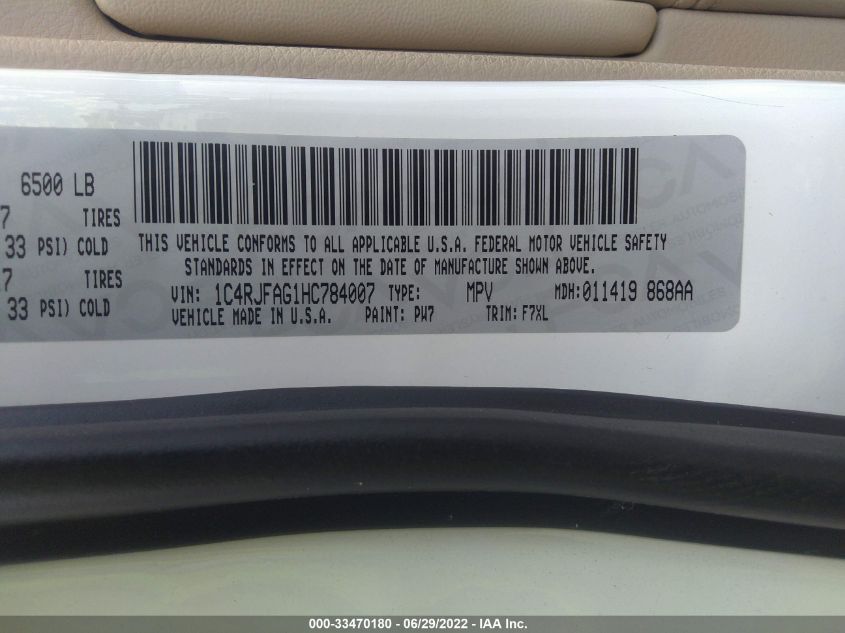 6500 LB
7 TIRES
33 PSI) COLD
7 TIRES
33 PSI) COLD
THIS VEHICLE CONFORMS TO ALL APPLICABLE U.S.A. FEDERAL MOTOR VEHICLE SAFETY
STANDARDS IN EFFECT ON THE DATE OF MANUFACTURE SHOWN ABOVE.
VIN: 1C4RJFAG1HC784007 TYPE: MPV MDH:011419 868AA
VEHICLE MADE IN U.S.A. PAINT: PW7 TRIM: F7XL
000-33470180 - 06/29/2022 - IAA Inc.